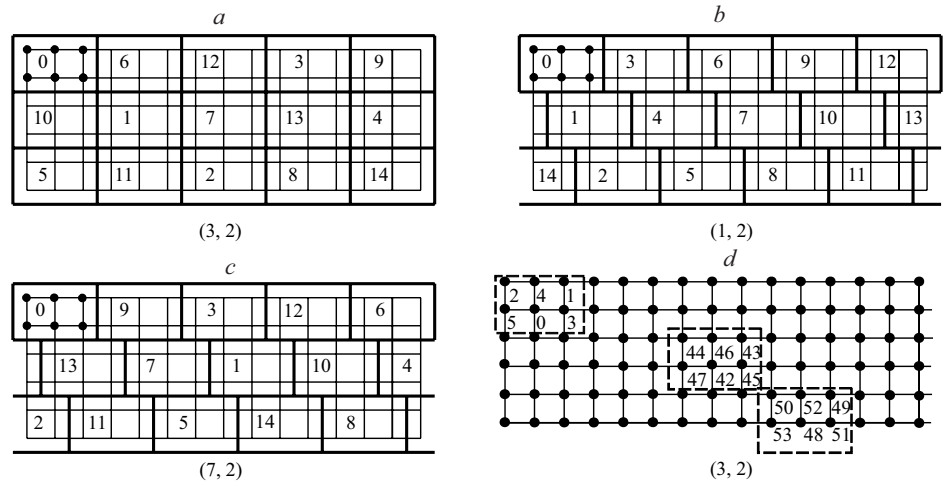 a
0 6 12 3 9
10 1 7 13 4
5 11 2 8 14
(3, 2)
b
0 3 6 9 12
1 4 7 10 13
14 2 5 8 11
(1, 2)
c
0 9 3 12 6
13 7 1 10 4
2 11 5 14 8
(7, 2)
d
2 4 1
5 0 3
44 46 43
47 42 45
50 52 49
53 48 51
(3, 2)